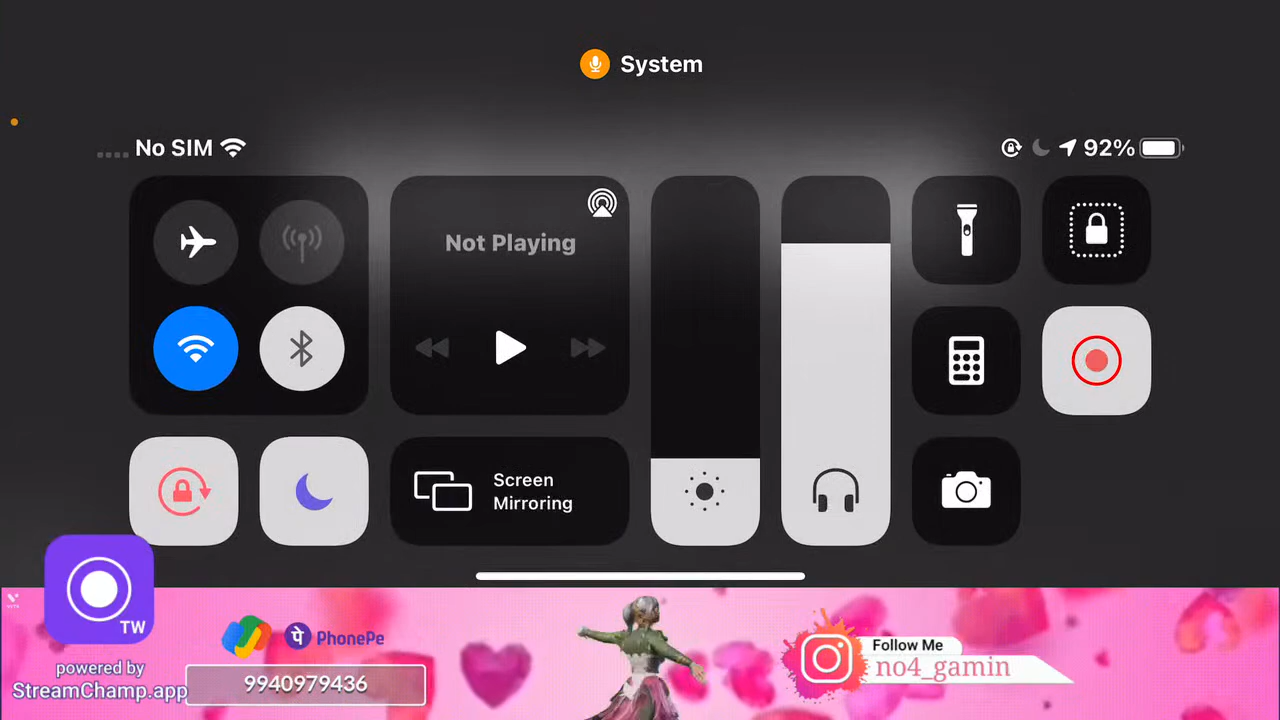 System
No SIM
92%
Not Playing
Screen
Mirroring
TW
powered by
StreamChamp.app
पे PhonePe
9940979436
Follow Me
no4_gamin